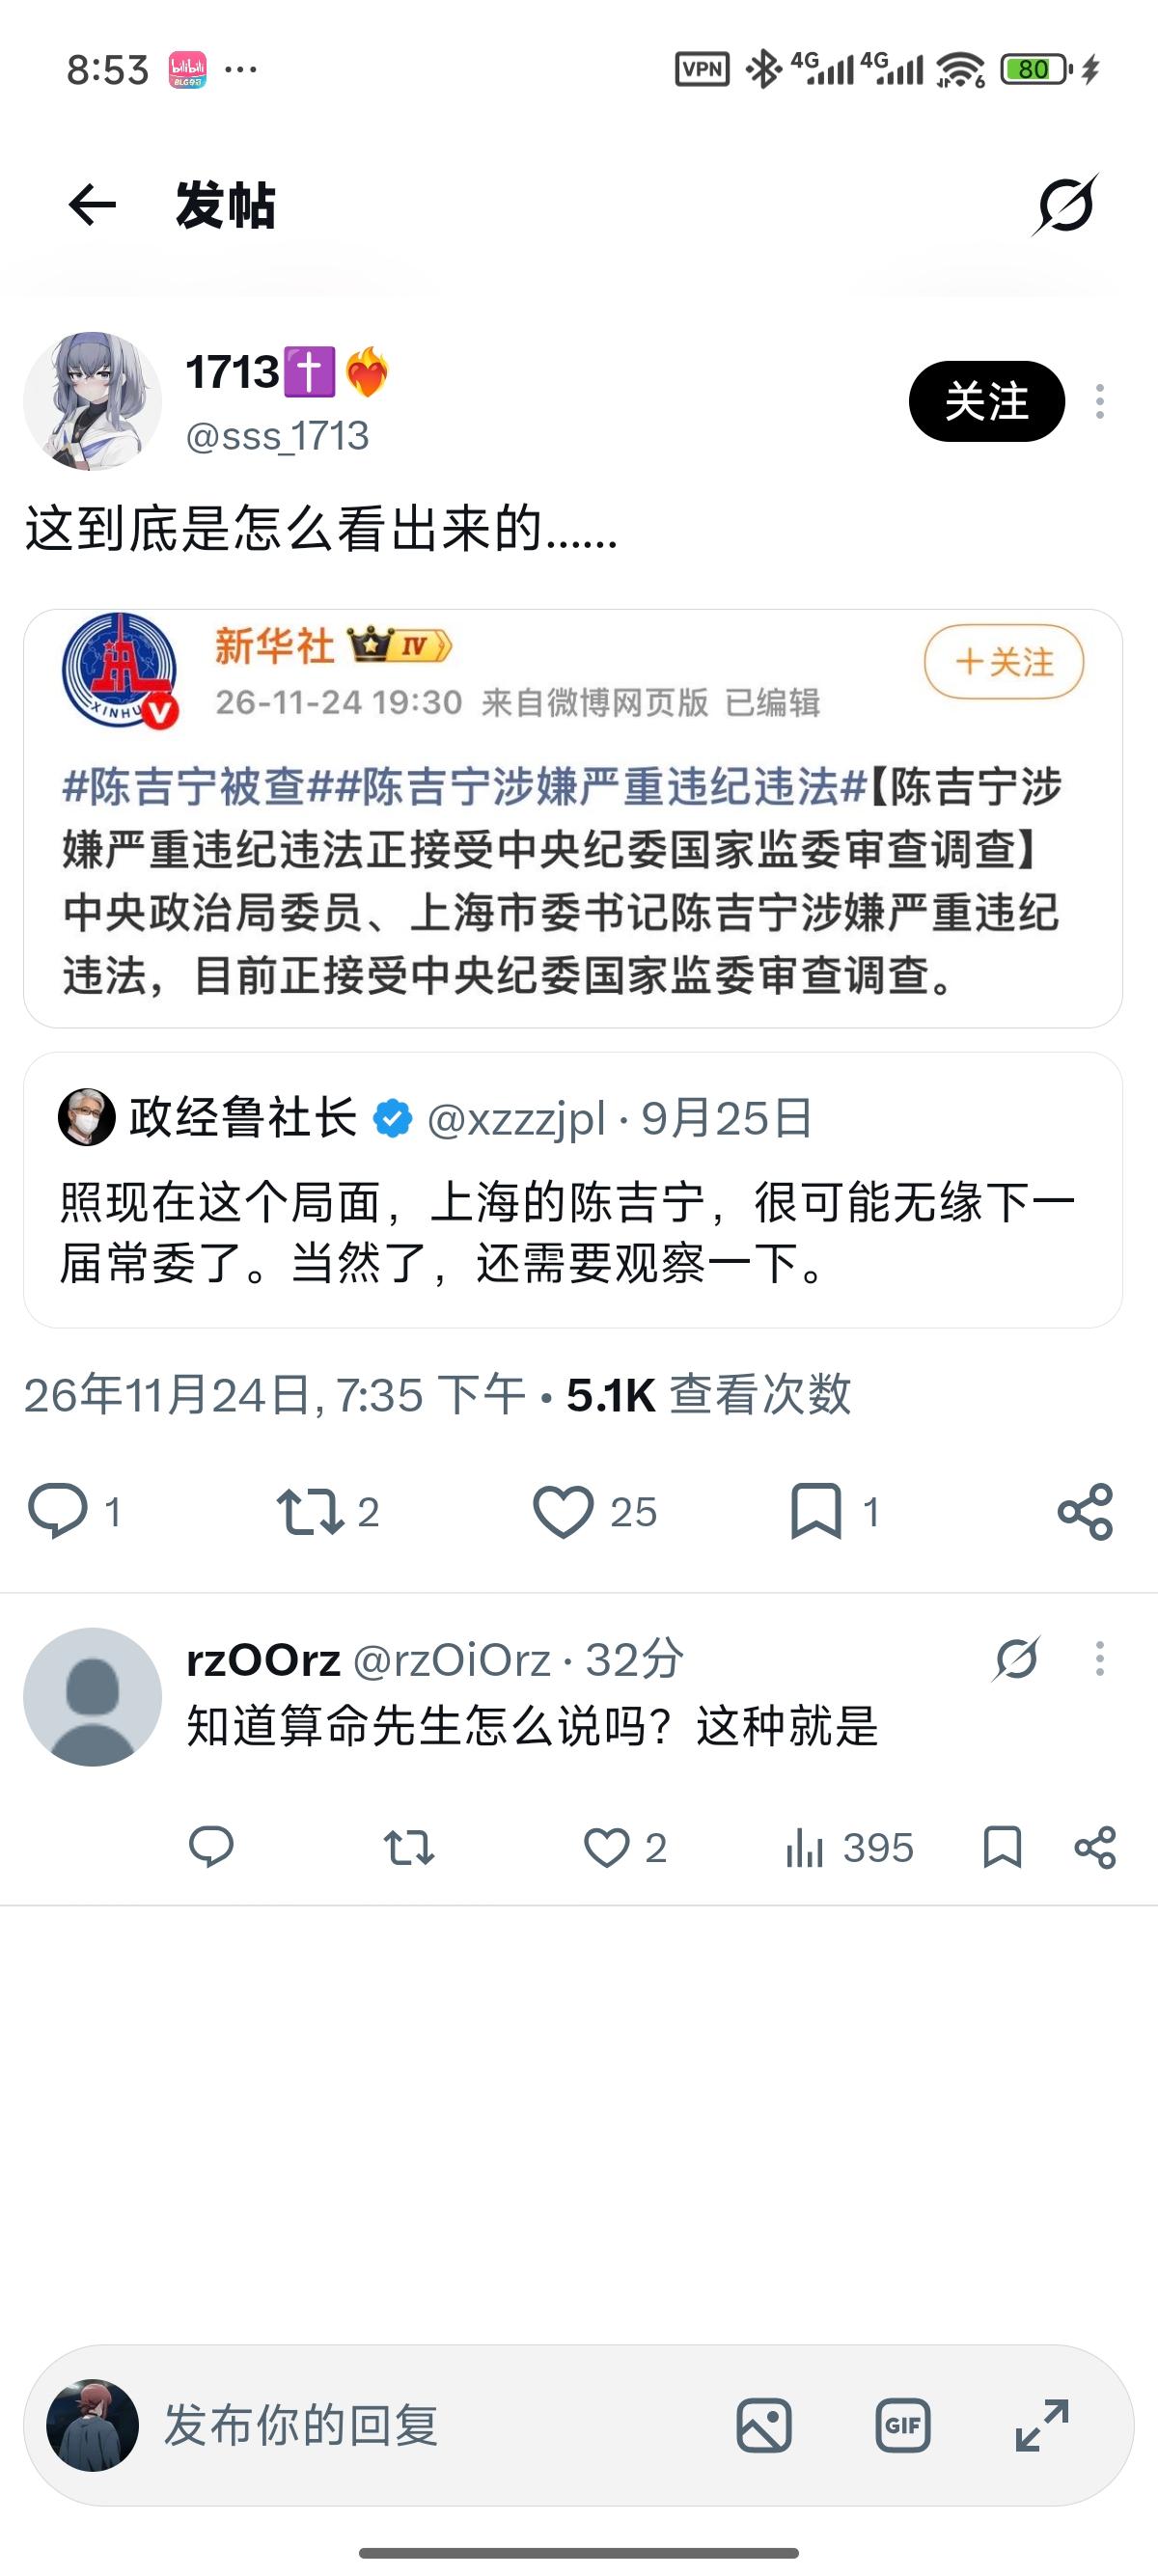 8:53 bilibili ··· VPN 4G 4G 6 80
发帖
1713✝️❤️‍🔥
@sss_1713
关注
这到底是怎么看出来的......
新华社 IV
+关注
26-11-24 19:30 来自微博网页版 已编辑
XINHU
#陈吉宁被查##陈吉宁涉嫌严重违纪违法#【陈吉宁涉
嫌严重违纪违法正接受中央纪委国家监委审查调查】
中央政治局委员、上海市委书记陈吉宁涉嫌严重违纪
违法，目前正接受中央纪委国家监委审查调查。
政经鲁社长 @xzzzjpl · 9月25日
照现在这个局面，上海的陈吉宁，很可能无缘下一
届常委了。当然了，还需要观察一下。
26年11月24日, 7:35 下午 • 5.1K 查看次数
1 2 25 1
rzOOrz @rzOiOrz · 32分
知道算命先生怎么说吗？这种就是
2 395
发布你的回复 GIF